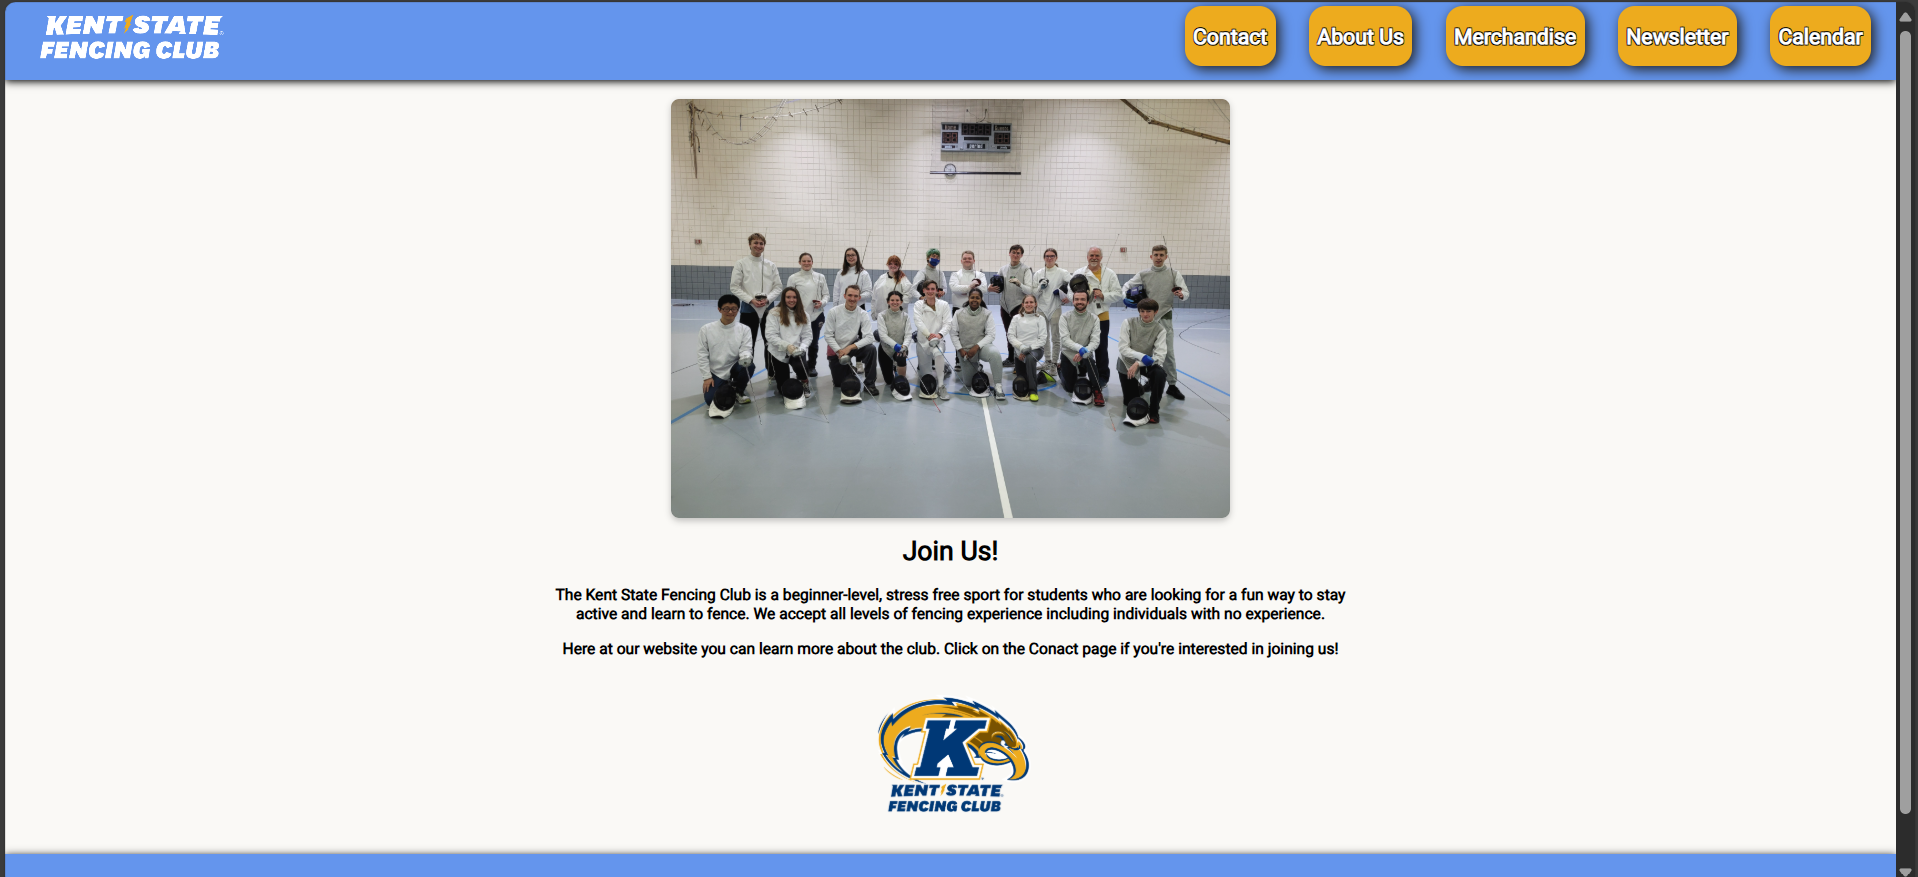 KENT STATE
FENCING CLUB
Contact
About Us
Merchandise
Newsletter
Calendar
Join Us!
The Kent State Fencing Club is a beginner-level, stress free sport for students who are looking for a fun way to stay
active and learn to fence. We accept all levels of fencing experience including individuals with no experience.
Here at our website you can learn more about the club. Click on the Conact page if you're interested in joining us!
K
KENT STATE
FENCING CLUB